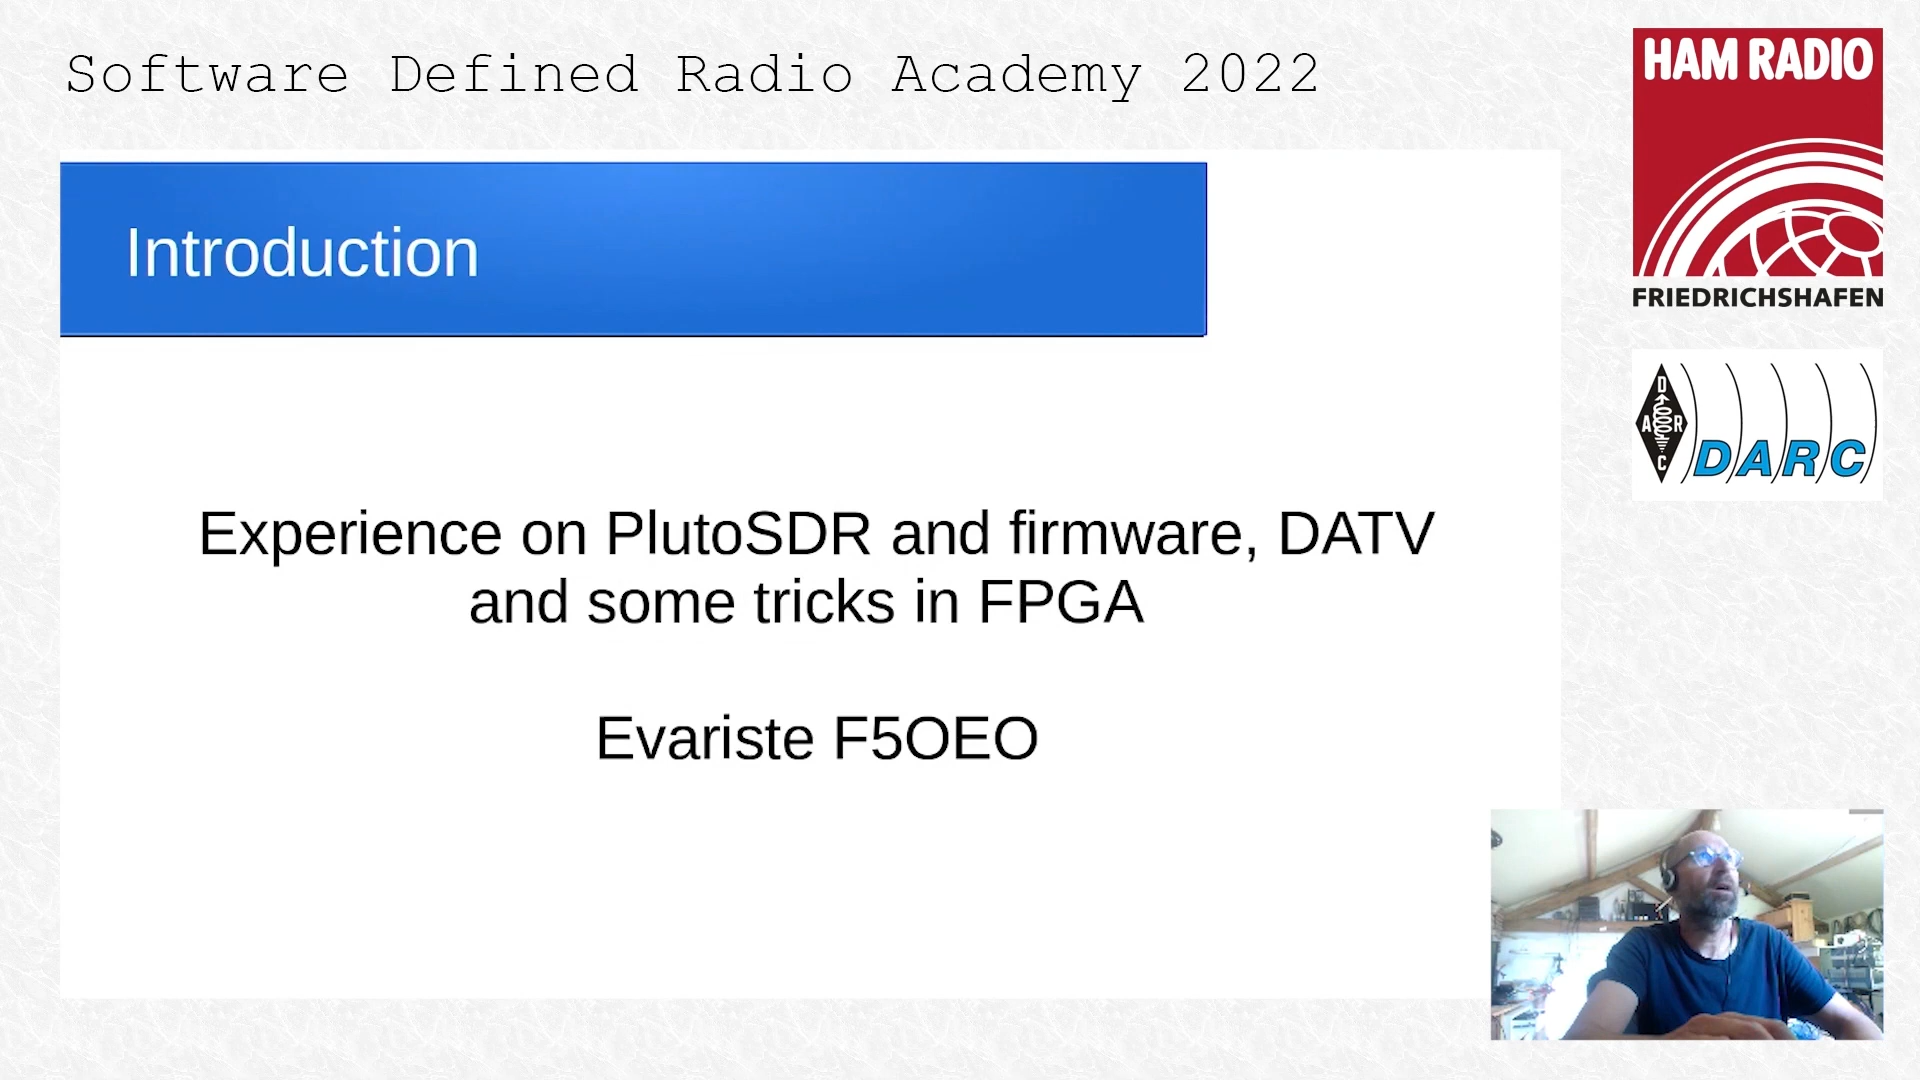 Software Defined Radio Academy 2022
HAM RADIO
FRIEDRICHSHAFEN
D
A R
C
DARC
Introduction
Experience on PlutoSDR and firmware, DATV
and some tricks in FPGA
Evariste F5OEO